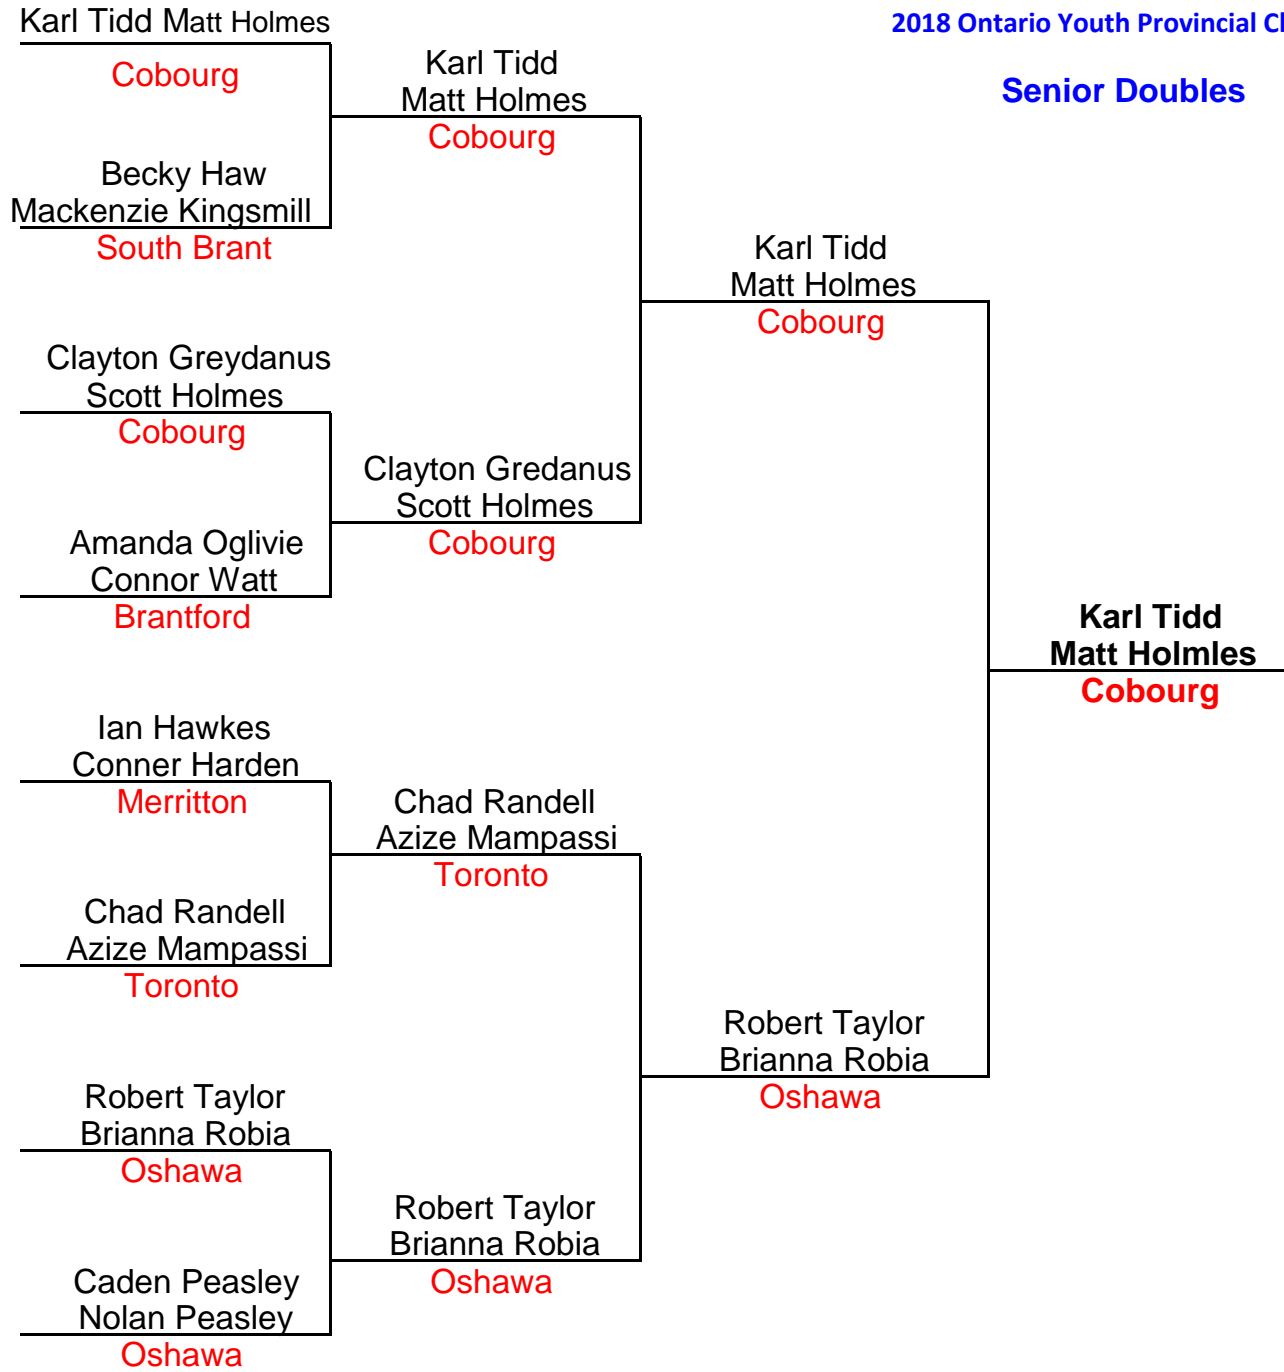 Karl Tidd Matt Holmes
Cobourg
Becky Haw
Mackenzie Kingsmill
South Brant
Clayton Greydanus
Scott Holmes
Cobourg
Amanda Oglivie
Connor Watt
Brantford
Ian Hawkes
Conner Harden
Merritton
Chad Randell
Azize Mampassi
Toronto
Robert Taylor
Brianna Robia
Oshawa
Caden Peasley
Nolan Peasley
Oshawa
Karl Tidd
Matt Holmes
Cobourg
Clayton Gredanus
Scott Holmes
Cobourg
Chad Randell
Azize Mampassi
Toronto
Robert Taylor
Brianna Robia
Oshawa
Karl Tidd
Matt Holmes
Cobourg
Robert Taylor
Brianna Robia
Oshawa
2018 Ontario Youth Provincial
Senior Doubles
Karl Tidd
Matt Holmles
Cobourg